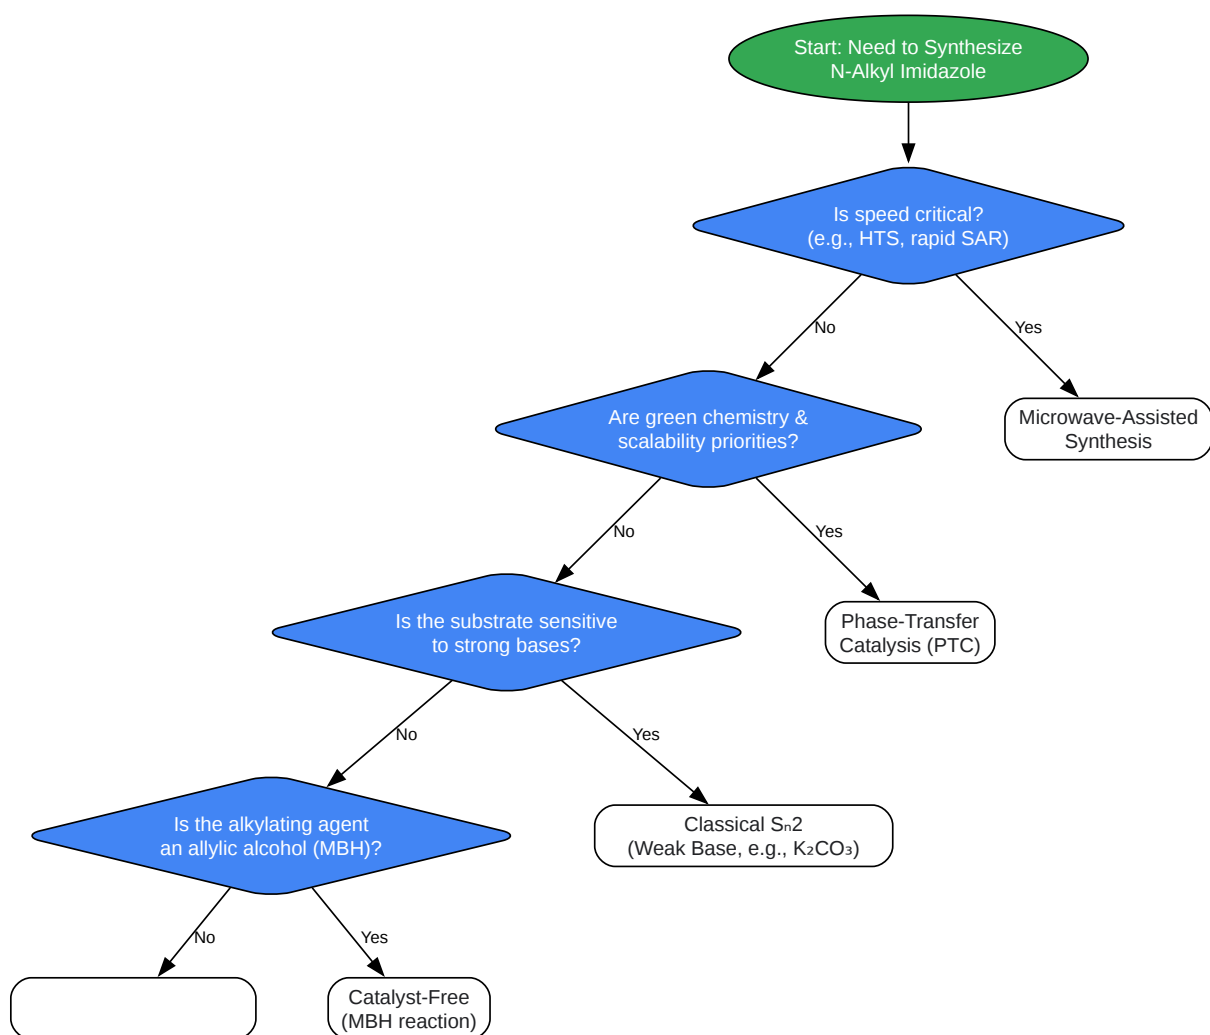 Start: Need to Synthesize
N-Alkyl Imidazole
Is speed critical?
(e.g., HTS, rapid SAR)
No
Yes
Are green chemistry &
scalability priorities?
Microwave-Assisted
Synthesis
No
Yes
Is the substrate sensitive
to strong bases?
Phase-Transfer
Catalysis (PTC)
No
Yes
Is the alkylating agent
an allylic alcohol (MBH)?
Classical Sₙ2
(Weak Base, e.g., K₂CO₃)
No
Yes
Catalyst-Free
(MBH reaction)